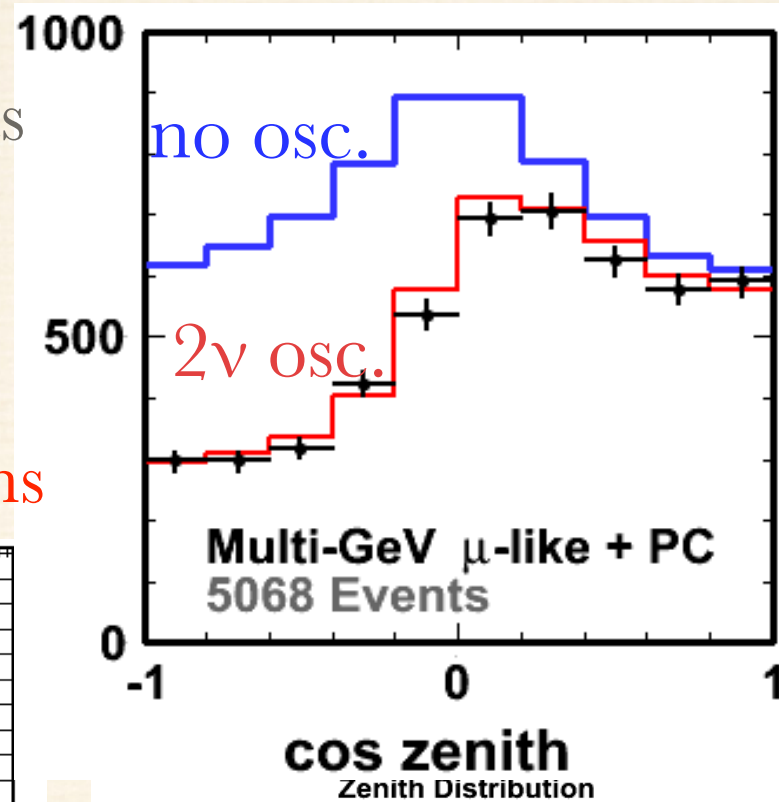 1000
s
no osc.
500
2ν osc.
ns
Multi-GeV μ-like + PC
5068 Events
0
-1 0 1
cos zenith
Zenith Distribution